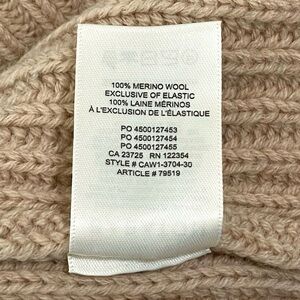 100% MERINO WOOL
EXCLUSIVE OF ELASTIC
100% LAINE MÉRINOS
À L'EXCLUSION DE L'ÉLASTIQUE
PO 4500127453
PO 4500127454
PO 4500127455
CA 23725 RN 122354
STYLE # CAW1-3704-30
ARTICLE # 79519